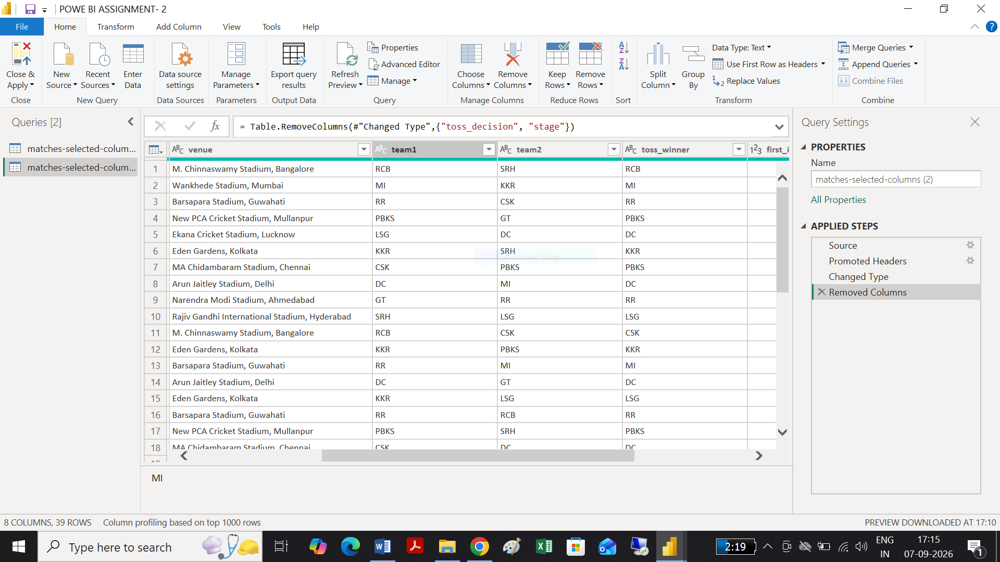 POWE BI ASSIGNMENT- 2
File Home Transform Add Column View Tools Help
Close & Apply
Close
New Source
Recent Sources
Enter Data
New Query
Data source settings
Data Sources
Manage Parameters
Parameters
Export query results
Output Data
Refresh Preview
Properties
Advanced Editor
Manage
Query
Choose Columns
Remove Columns
Manage Columns
Keep Rows
Remove Rows
Reduce Rows
Sort
Split Column
Group By
Data Type: Text
Use First Row as Headers
Replace Values
Transform
Merge Queries
Append Queries
Combine Files
Combine
Queries [2]
matches-selected-colum...
matches-selected-colum...
= Table.RemoveColumns(#"Changed Type",{"toss_decision", "stage"})
venue team1 team2 toss_winner first_i
1 M. Chinnaswamy Stadium, Bangalore RCB SRH RCB
2 Wankhede Stadium, Mumbai MI KKR MI
3 Barsapara Stadium, Guwahati RR CSK RR
4 New PCA Cricket Stadium, Mullanpur PBKS GT PBKS
5 Ekana Cricket Stadium, Lucknow LSG DC DC
6 Eden Gardens, Kolkata KKR SRH KKR
Full-screen Snip
7 MA Chidambaram Stadium, Chennai CSK PBKS PBKS
8 Arun Jaitley Stadium, Delhi DC MI DC
9 Narendra Modi Stadium, Ahmedabad GT RR RR
10 Rajiv Gandhi International Stadium, Hyderabad SRH LSG LSG
11 M. Chinnaswamy Stadium, Bangalore RCB CSK CSK
12 Eden Gardens, Kolkata KKR PBKS KKR
13 Barsapara Stadium, Guwahati RR MI MI
14 Arun Jaitley Stadium, Delhi DC GT DC
15 Eden Gardens, Kolkata KKR LSG LSG
16 Barsapara Stadium, Guwahati RR RCB RR
17 New PCA Cricket Stadium, Mullanpur PBKS SRH PBKS
18 MA Chidambaram Stadium, Chennai CSK DC DC
MI
Query Settings
PROPERTIES
Name
matches-selected-columns (2)
All Properties
APPLIED STEPS
Source
Promoted Headers
Changed Type
Removed Columns
8 COLUMNS, 39 ROWS Column profiling based on top 1000 rows
PREVIEW DOWNLOADED AT 17:10
Type here to search
2:19
ENG
IN
17:15
07-09-2026
1